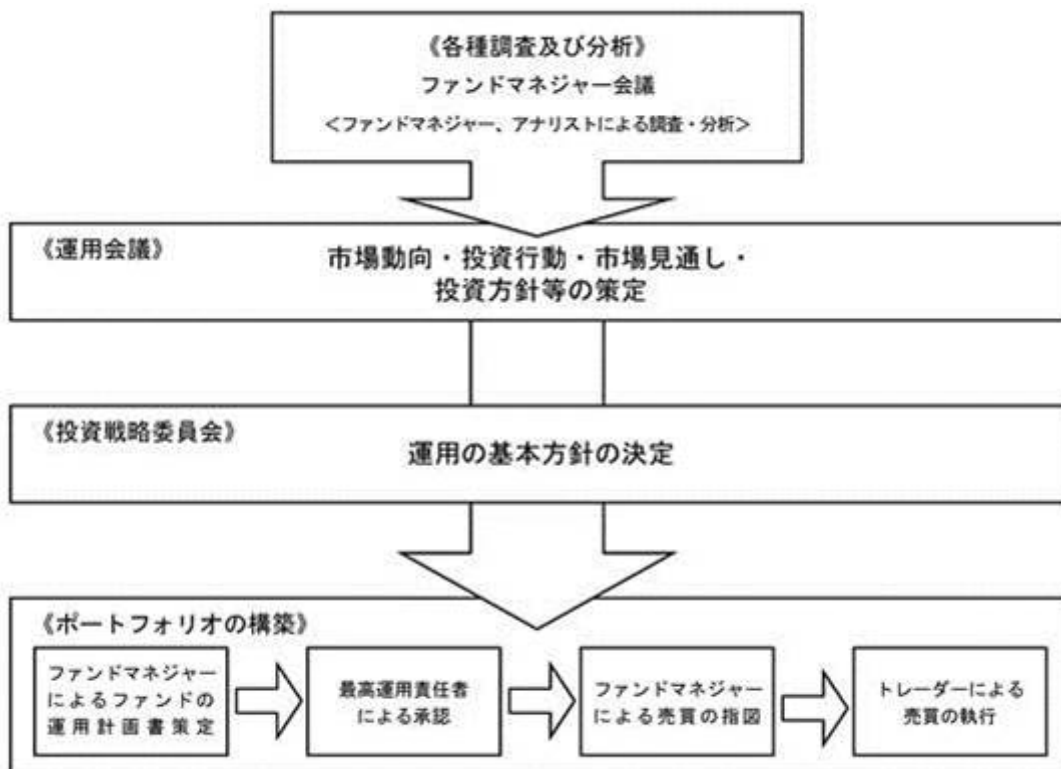 《各種調査及び分析》
ファンドマネジャー会議
<ファンドマネジャー、アナリストによる調査・分析>
《運用会議》
市場動向・投資行動・市場見通し・
投資方針等の策定
《投資戦略委員会》
運用の基本方針の決定
《ポートフォリオの構築》
ファンドマネジャー
によるファンドの
運用計画書策定
最高運用責任者
による承認
ファンドマネジャー
による売買の指図
トレーダーによる
売買の執行